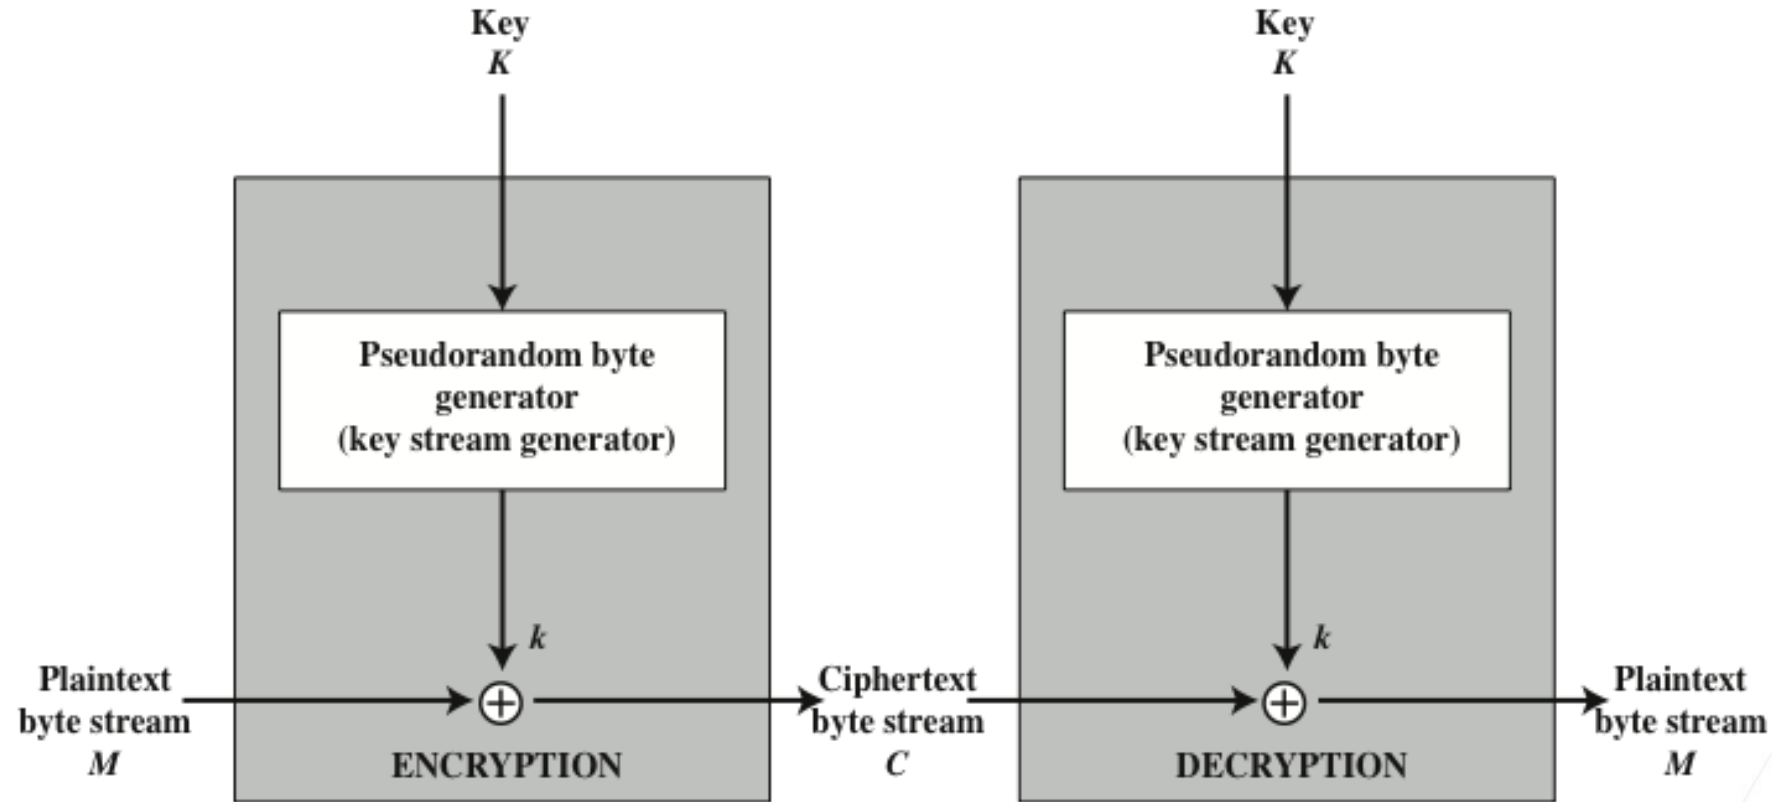 Key
K
Key
K
Pseudorandom byte
generator
(key stream generator)
Pseudorandom byte
generator
(key stream generator)
k
k
Plaintext
byte stream
M
ENCRYPTION
Ciphertext
byte stream
C
DECRYPTION
Plaintext
byte stream
M